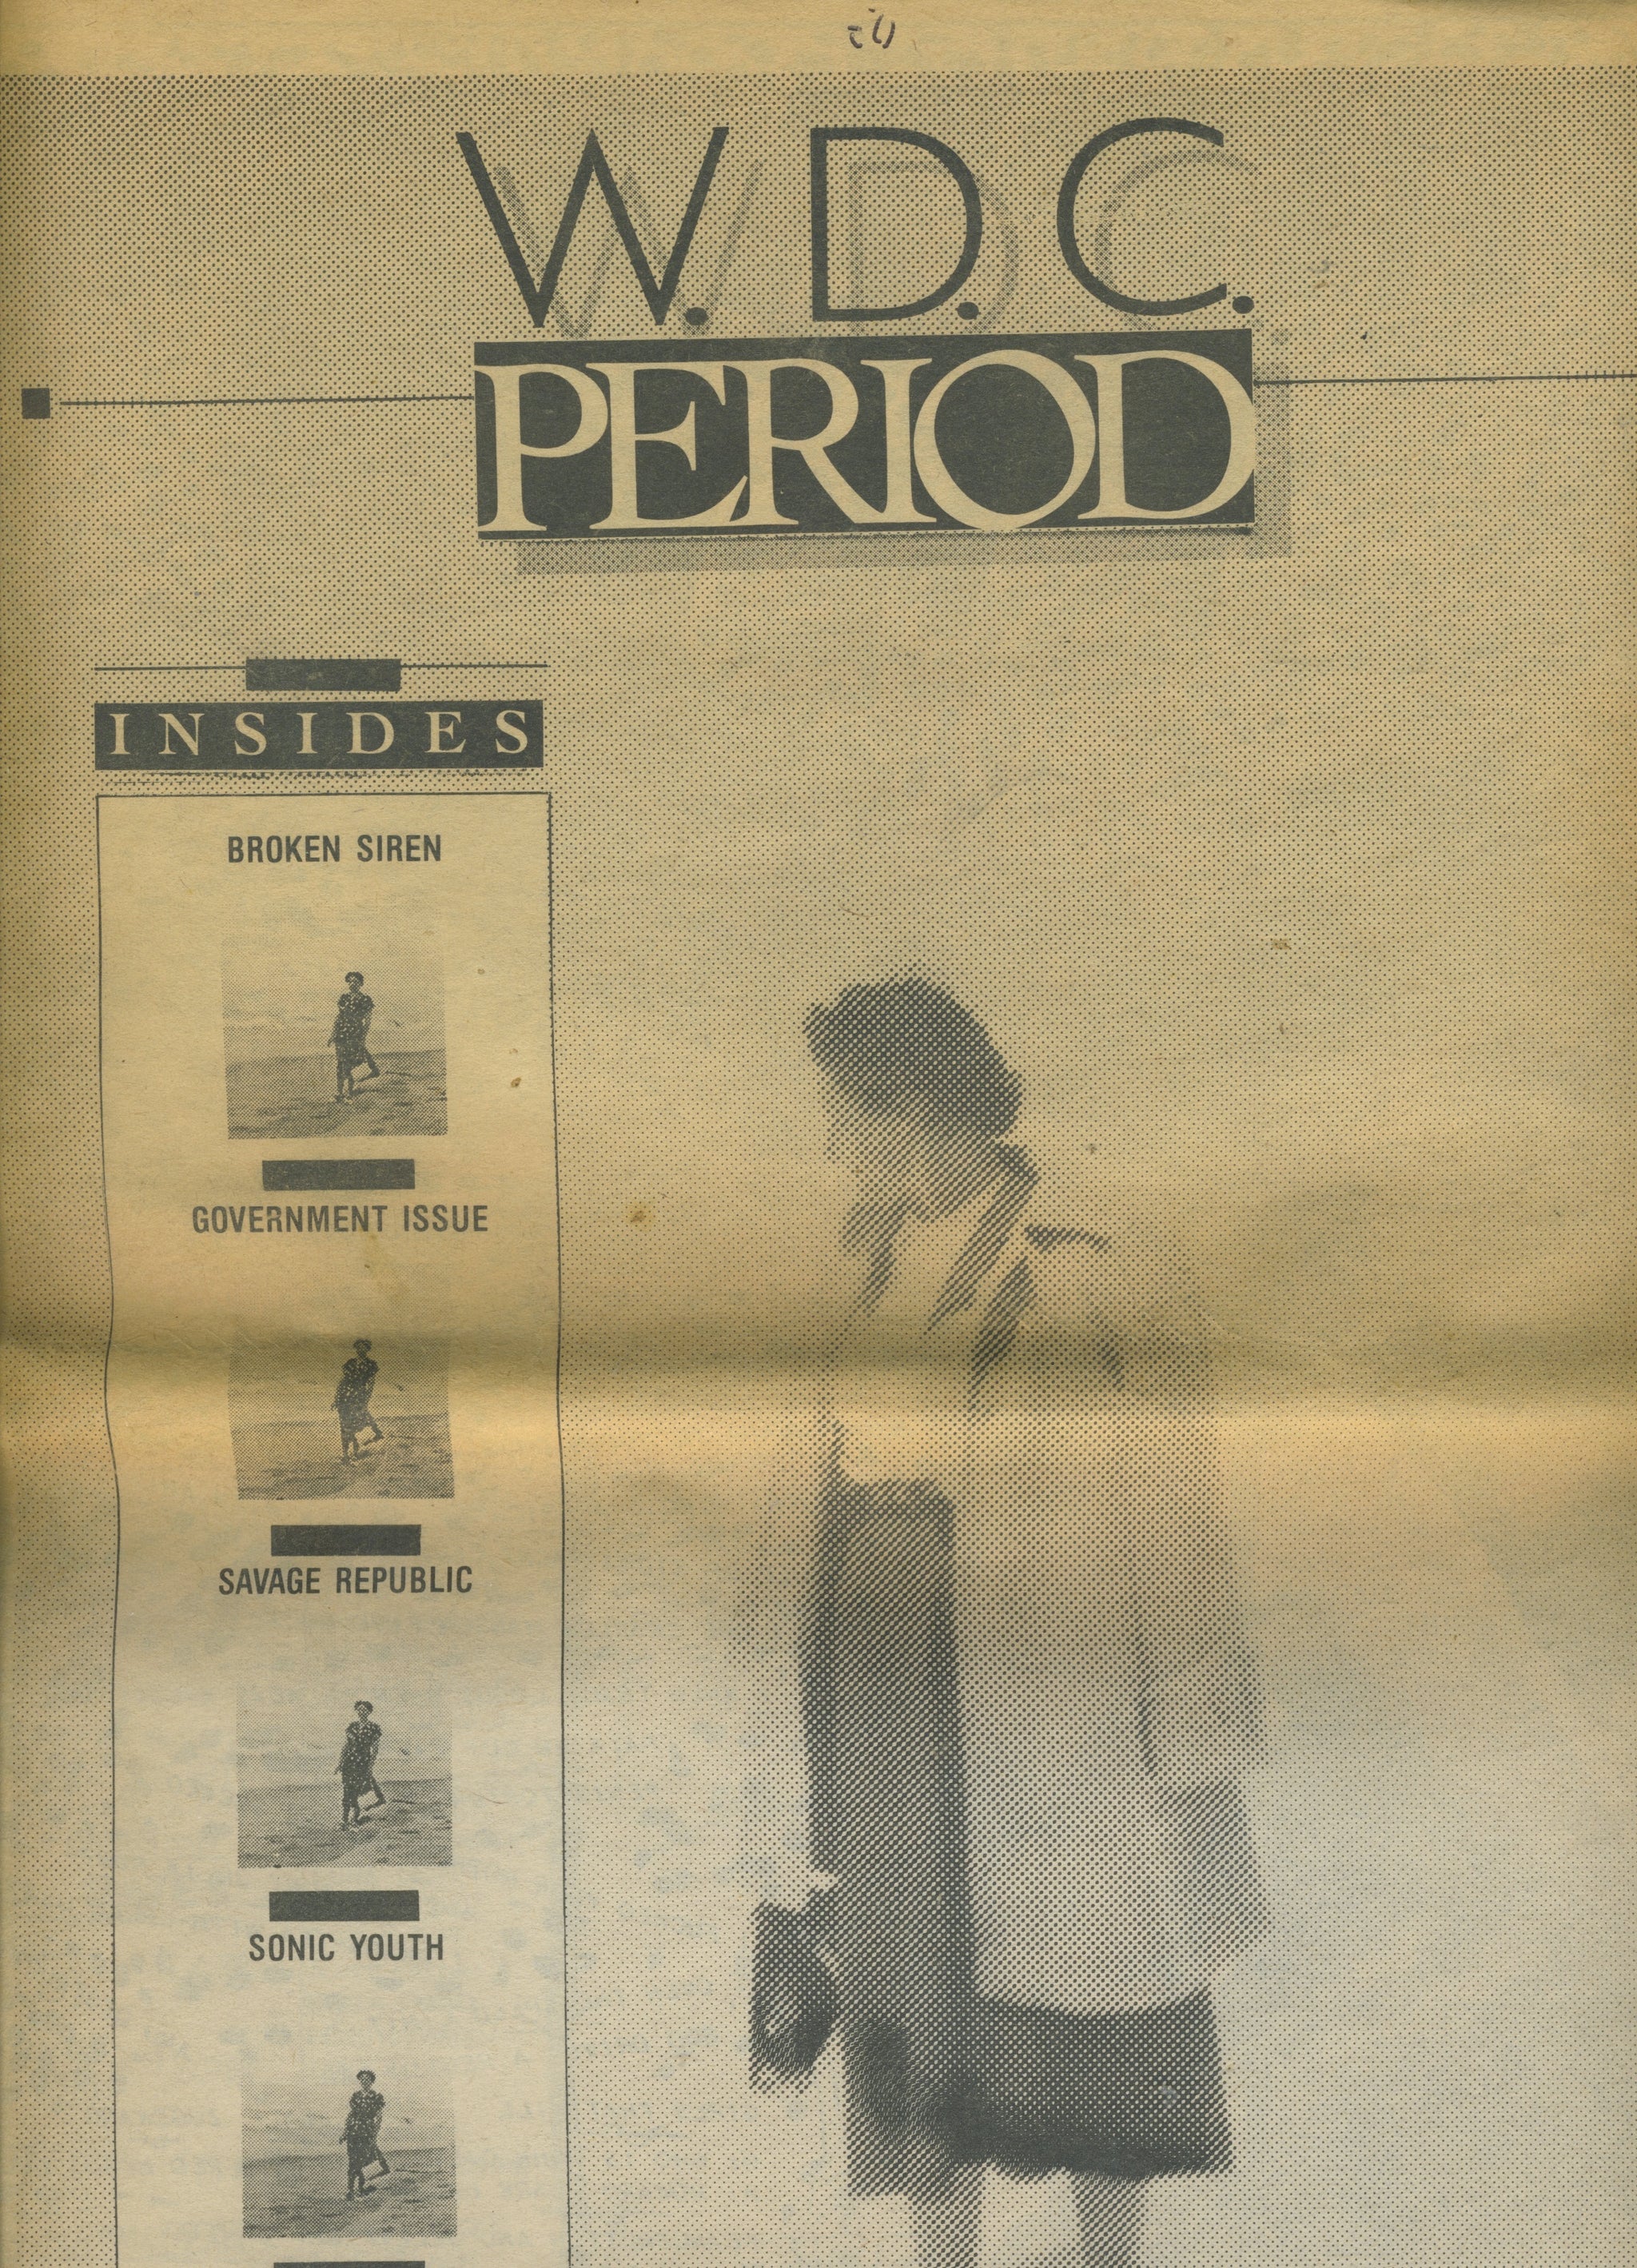 W. D. C.
PERIOD
INSIDES
BROKEN SIREN
GOVERNMENT ISSUE
SAVAGE REPUBLIC
SONIC YOUTH